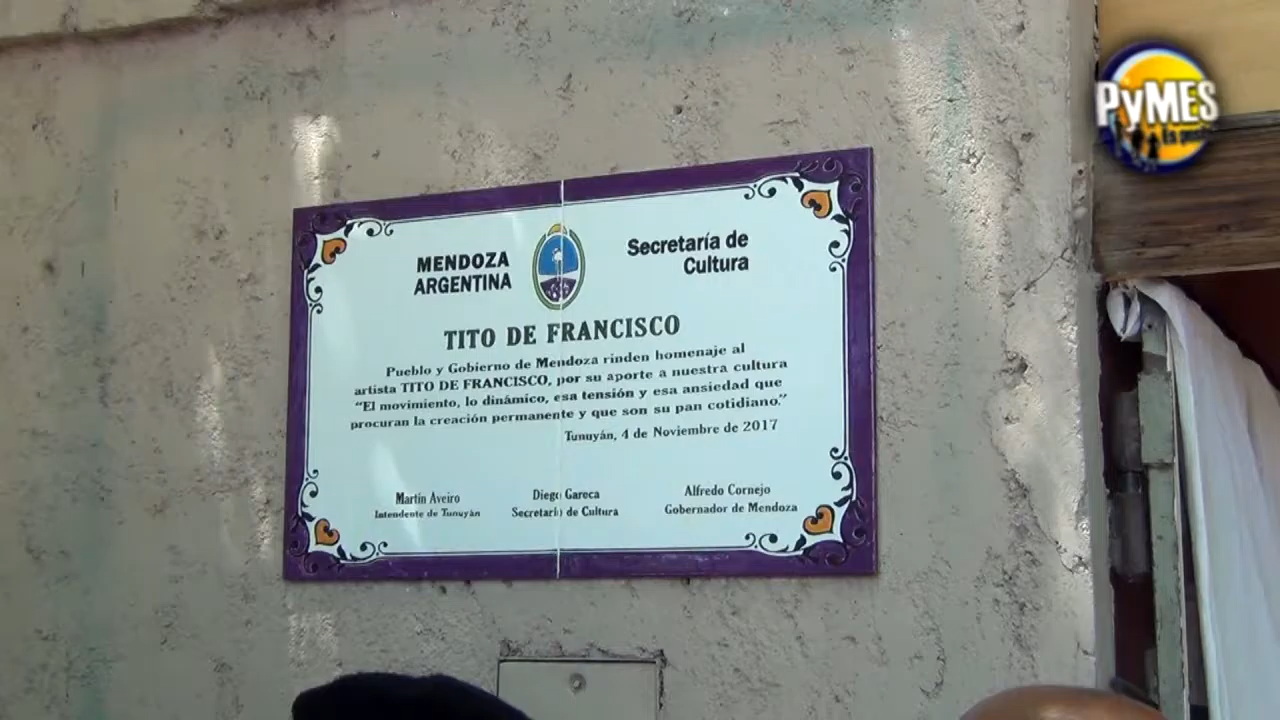 PyMES
MENDOZA
ARGENTINA
Secretaría de
Cultura
TITO DE FRANCISCO
Pueblo y Gobierno de Mendoza rinden homenaje al
artista TITO DE FRANCISCO, por su aporte a nuestra cultura
“El movimiento, lo dinámico, esa tensión y esa ansiedad que
procuran la creación permanente y que son su pan cotidiano.”
Tunuyán, 4 de Noviembre de 2017
Martín Aveiro
Intendente de Tunuyán
Diego Gareca
Secretario de Cultura
Alfredo Cornejo
Gobernador de Mendoza